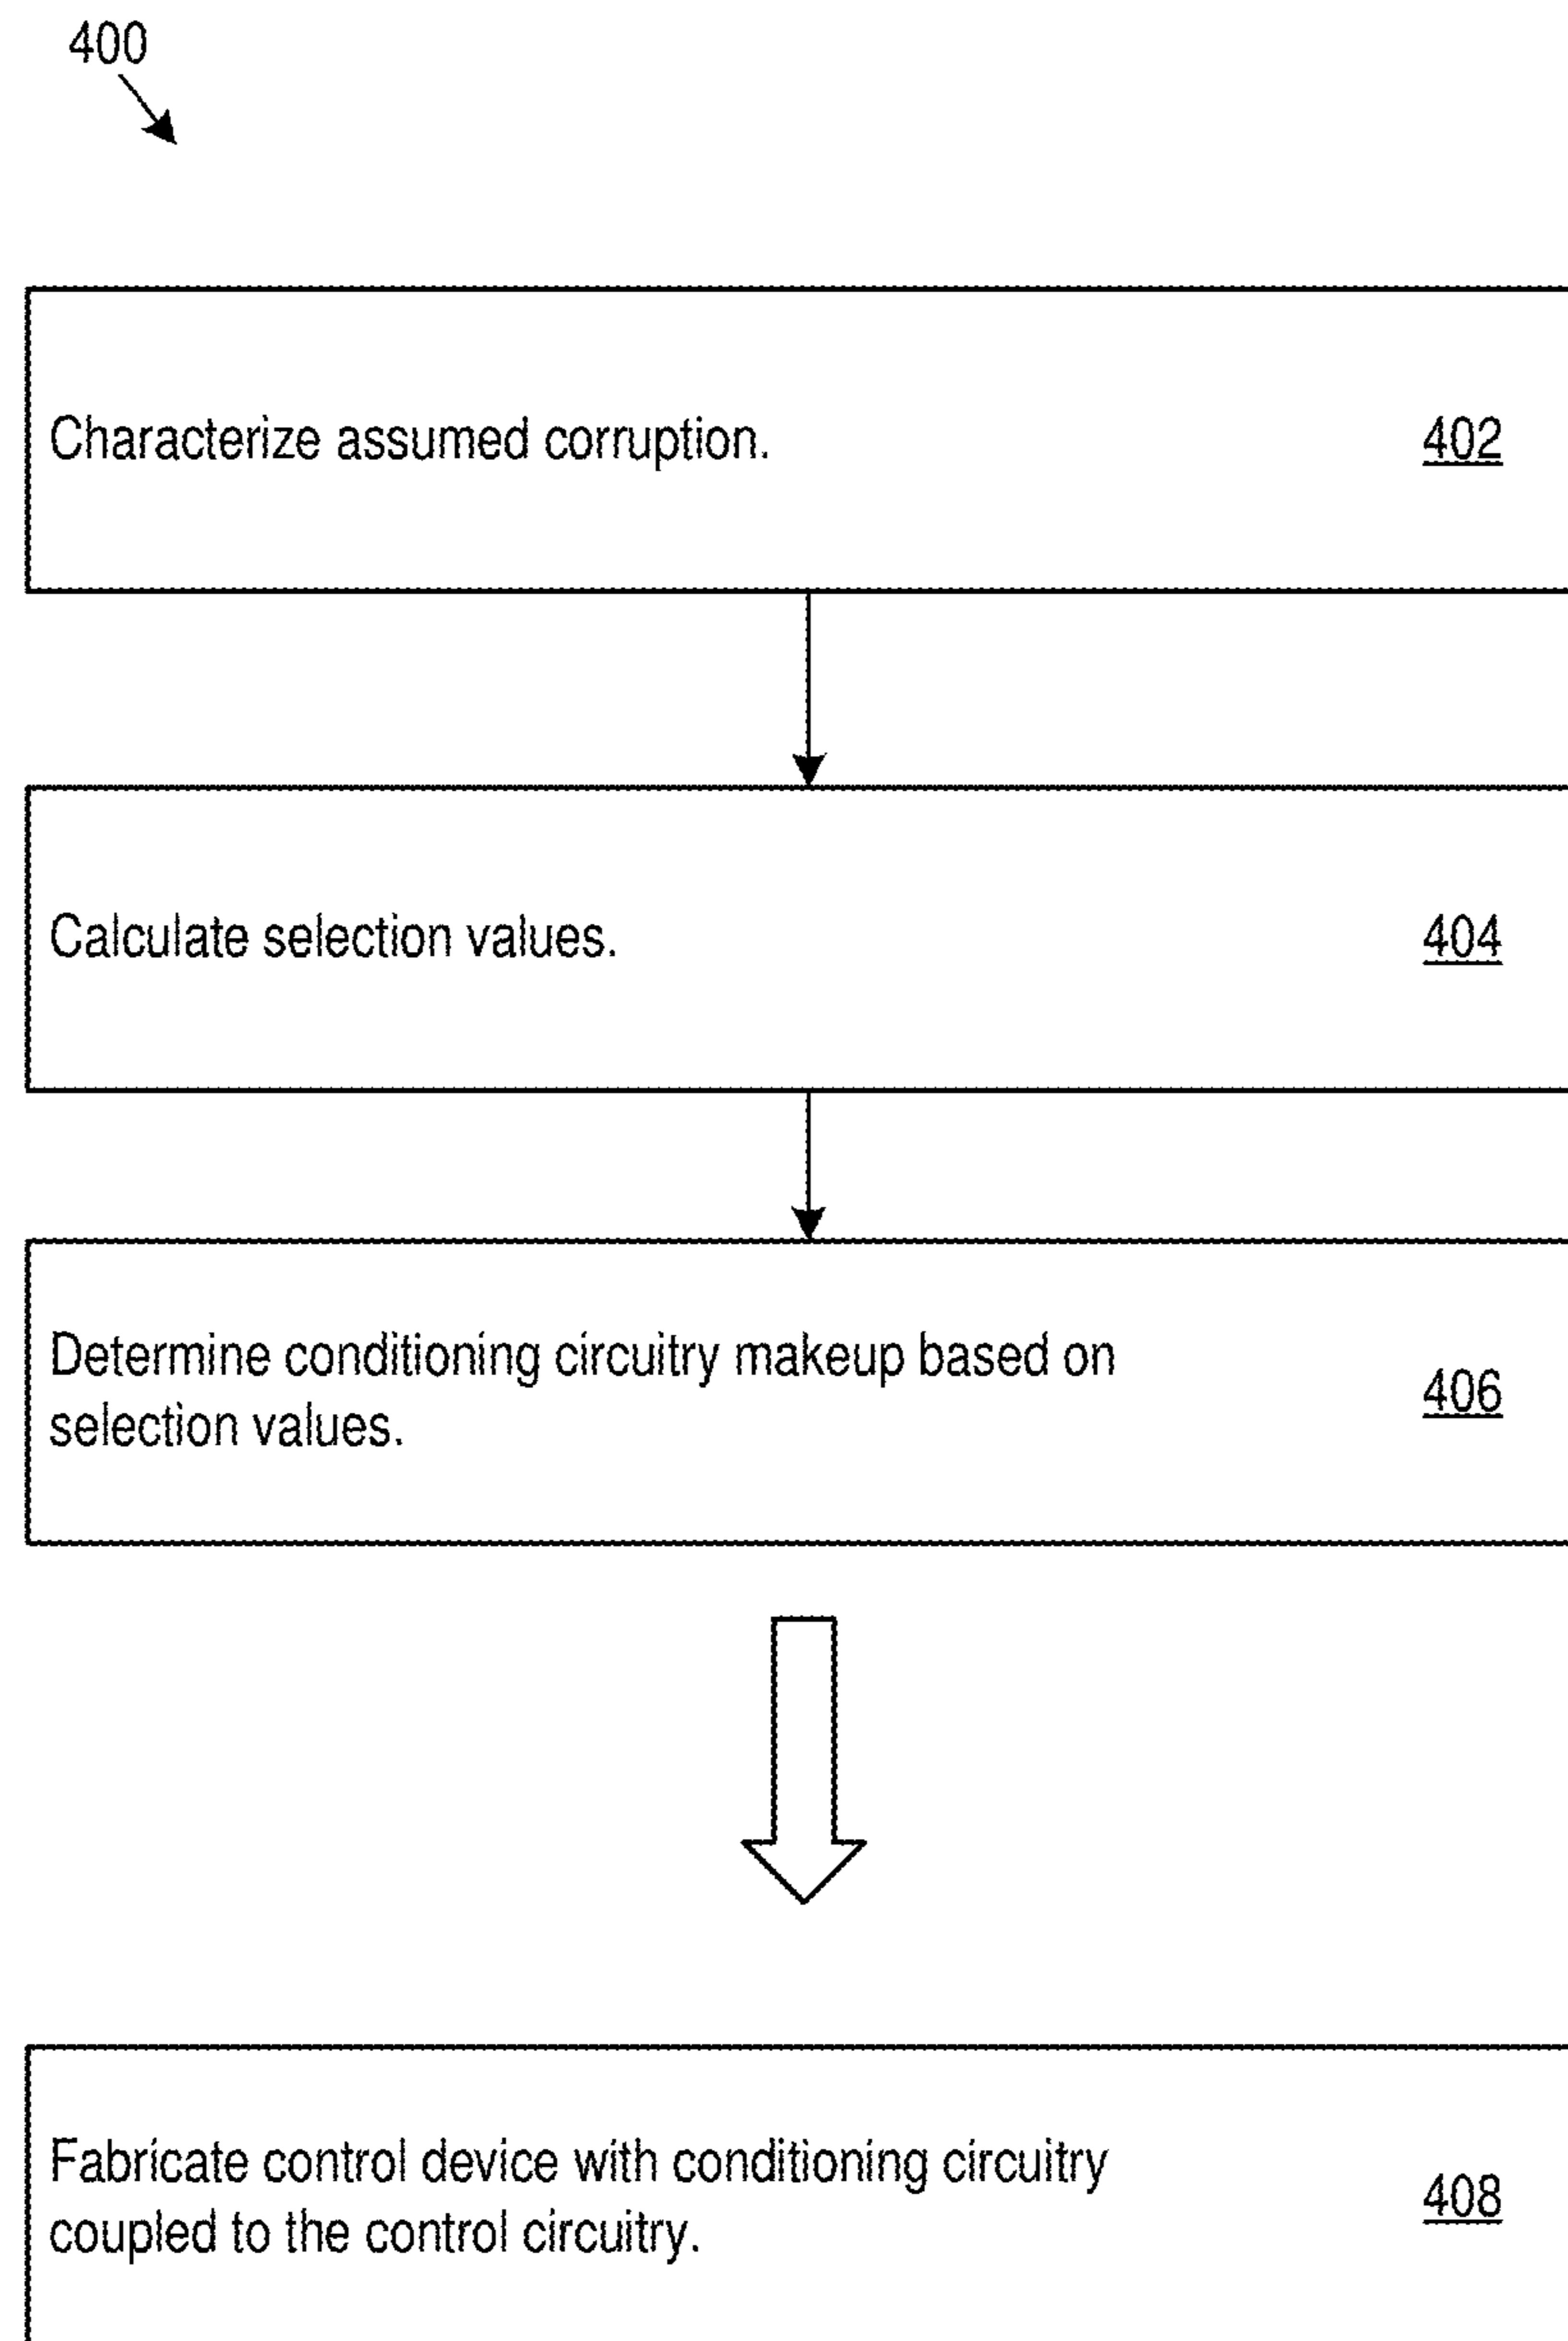 400
Characterize assumed corruption.
402
Calculate selection values.
404
Determine conditioning circuitry makeup based on
selection values.
406
Fabricate control device with conditioning circuitry
coupled to the control circuitry.
408